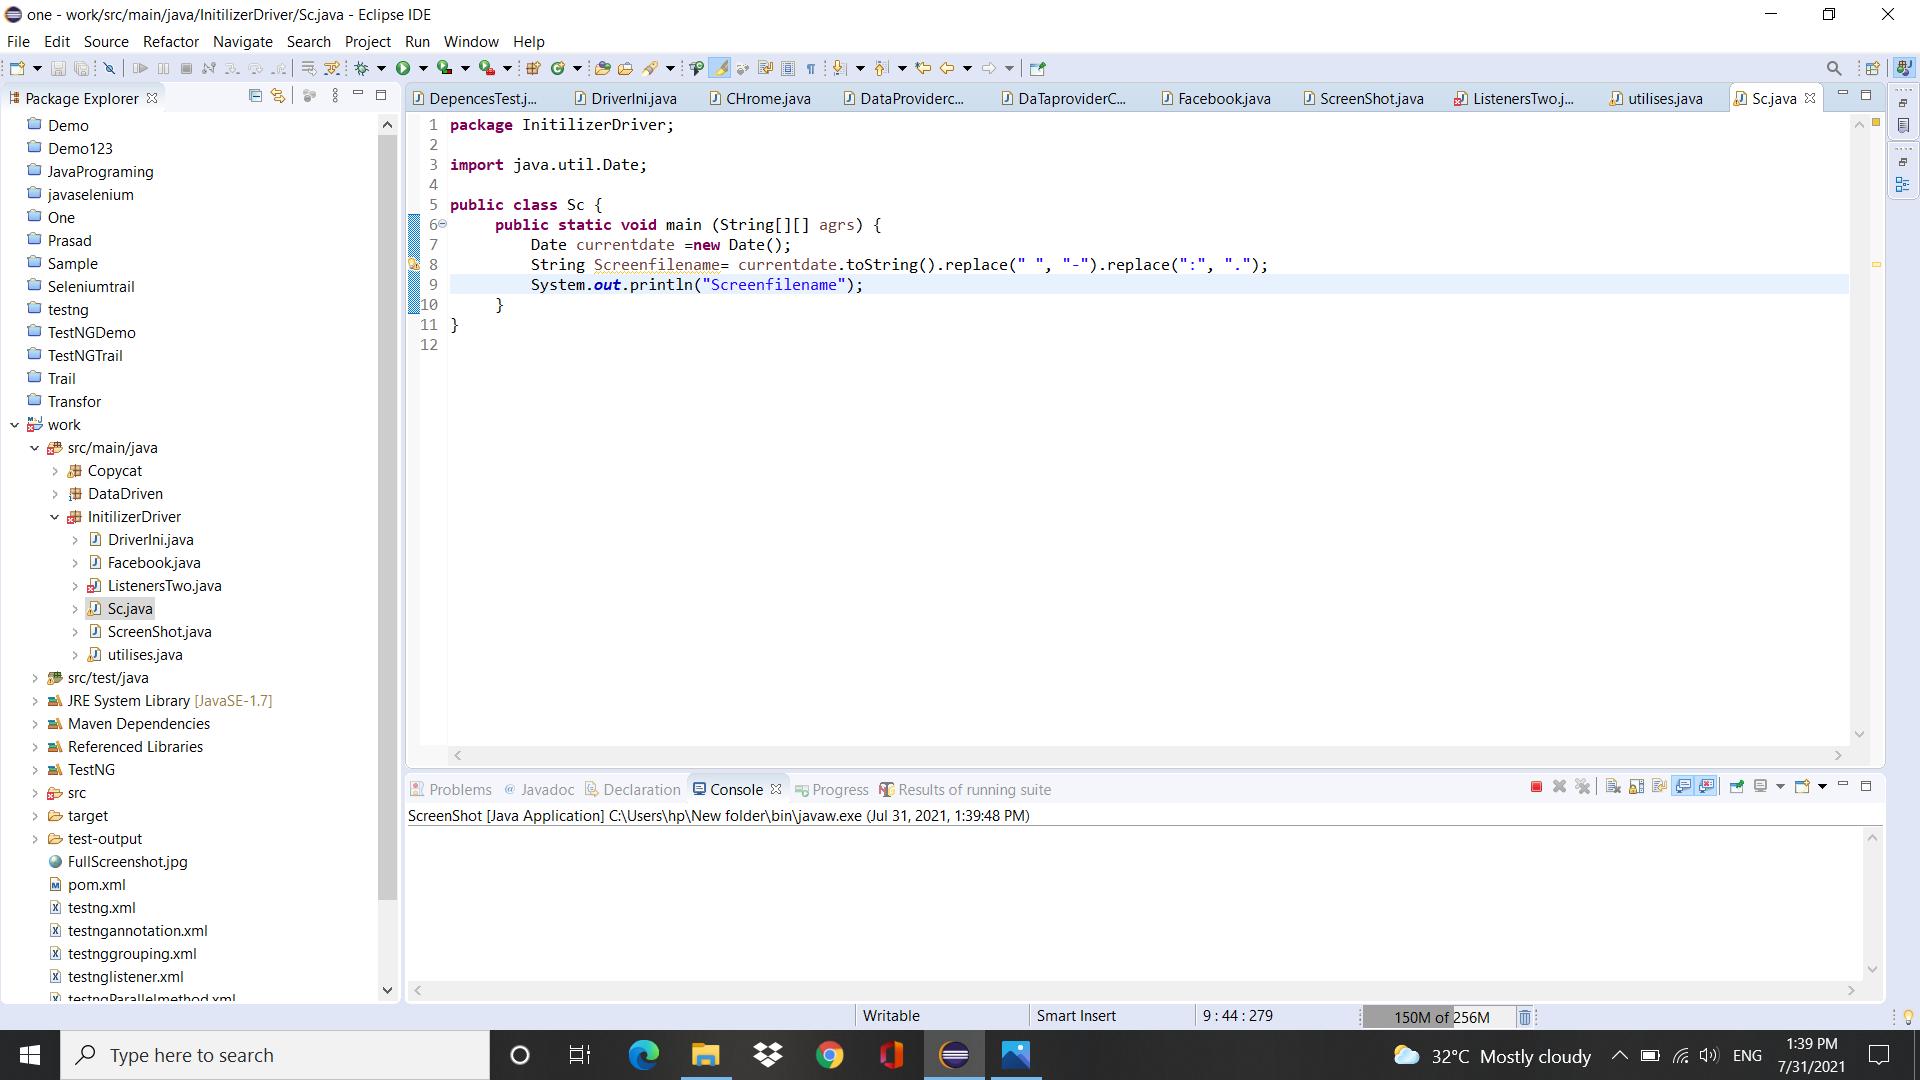 one - work/src/main/java/InitilizerDriver/Sc.java - Eclipse IDE
File Edit Source Refactor Navigate Search Project Run Window Help
Package Explorer
Demo
Demo123
JavaPrograming
javaselenium
One
Prasad
Sample
Seleniumtrail
testng
TestNGDemo
TestNGTrail
Trail
Transfor
work
src/main/java
Copycat
DataDriven
InitilizerDriver
DriverIni.java
Facebook.java
ListenersTwo.java
Sc.java
ScreenShot.java
utilises.java
src/test/java
JRE System Library [JavaSE-1.7]
Maven Dependencies
Referenced Libraries
TestNG
src
target
test-output
FullScreenshot.jpg
pom.xml
testng.xml
testngannotation.xml
testnggrouping.xml
testnglistener.xml
testngParallelmethod.xml
DepencesTest.j... DriverIni.java CHrome.java DataProviderc... DaTaproviderC... Facebook.java ScreenShot.java ListenersTwo.j... utilises.java Sc.java
1 package InitilizerDriver;
2
3 import java.util.Date;
4
5 public class Sc {
6 public static void main (String[][] agrs) {
7 Date currentdate =new Date();
8 String Screenfilename= currentdate.toString().replace(" ", "-").replace(":", ".");
9 System.out.println("Screenfilename");
10 }
11 }
12
Problems @ Javadoc Declaration Console Progress Results of running suite
ScreenShot [Java Application] C:\Users\hp\New folder\bin\javaw.exe (Jul 31, 2021, 1:39:48 PM)
Writable Smart Insert 9 : 44 : 279 150M of 256M
Type here to search
32°C Mostly cloudy ENG 1:39 PM
7/31/2021